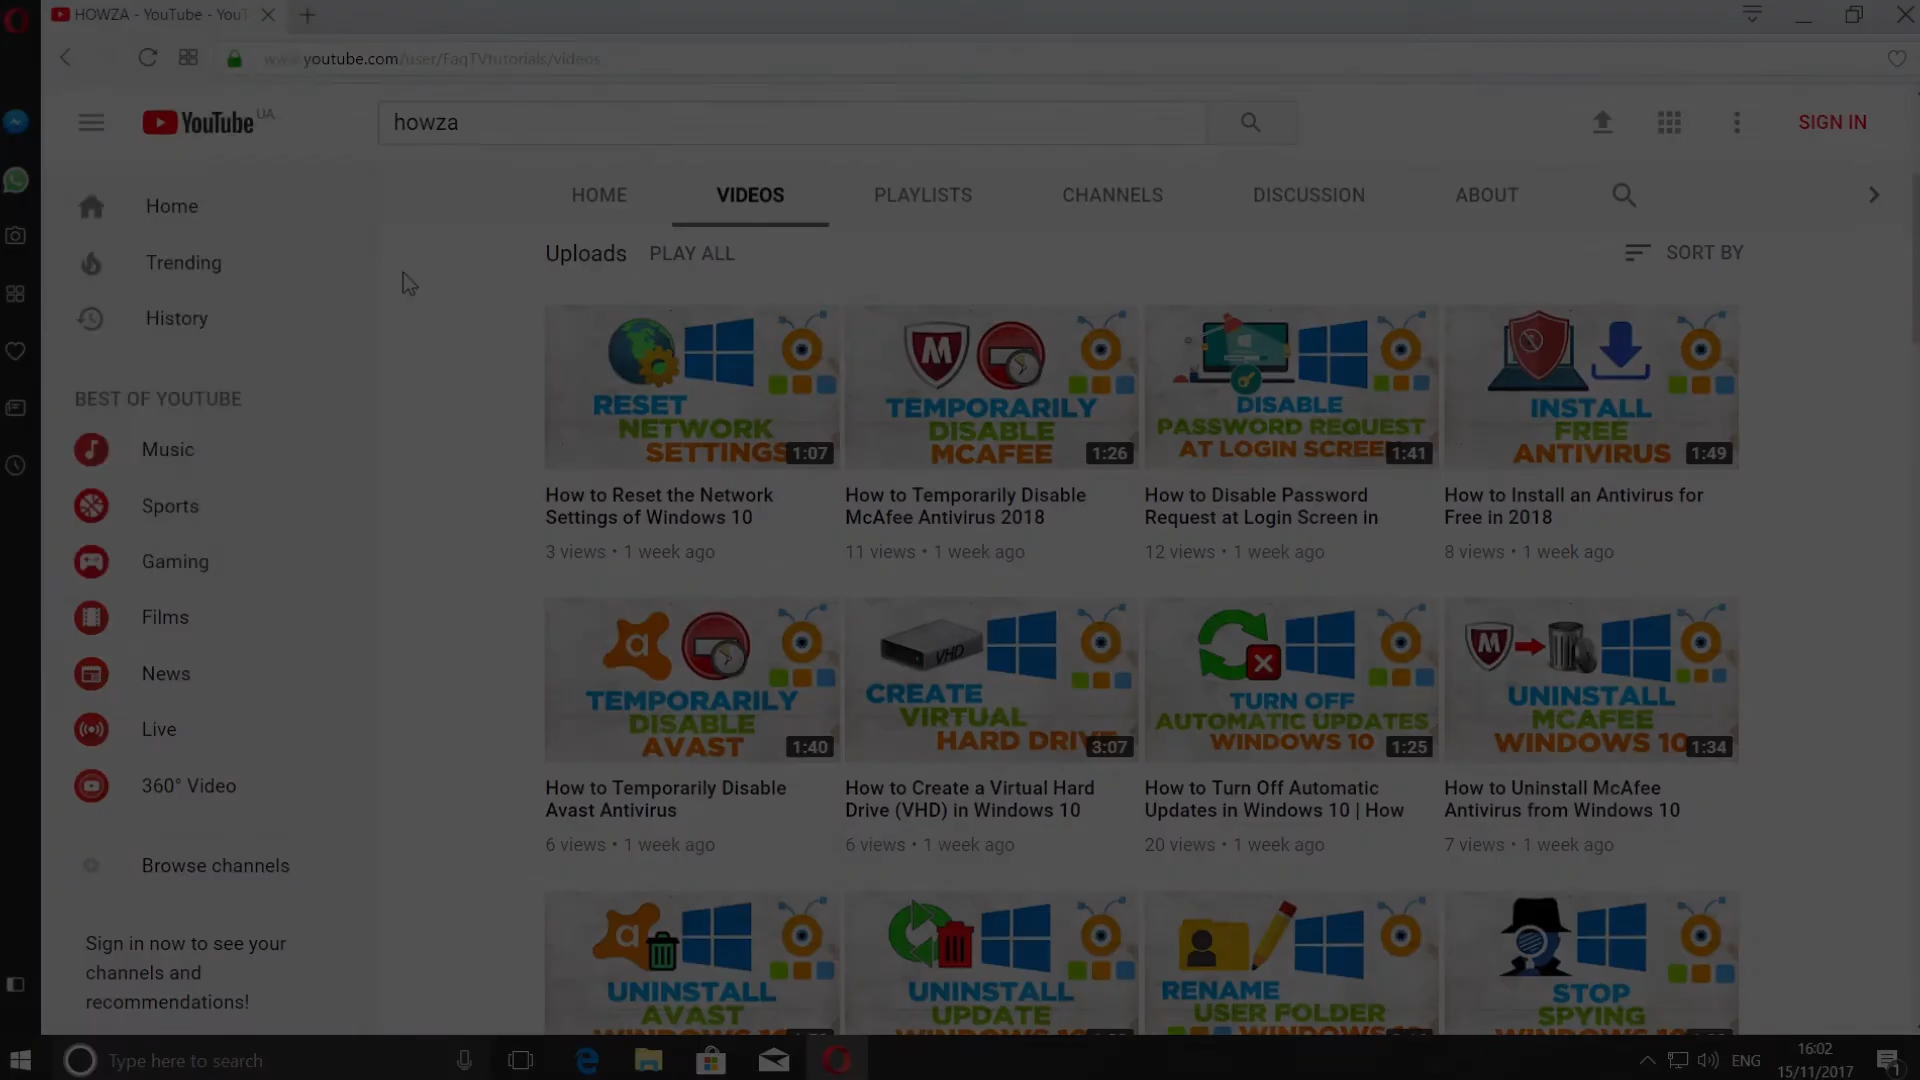 HOWZA - YouTube - YouT
www.youtube.com/user/FaqTVtutorials/videos
YouTube UA
howza
SIGN IN
HOME VIDEOS PLAYLISTS CHANNELS DISCUSSION ABOUT
Uploads PLAY ALL SORT BY
Home
Trending
History
BEST OF YOUTUBE
Music
Sports
Gaming
Films
News
Live
360° Video
Browse channels
Sign in now to see your
channels and
recommendations!
RESET
NETWORK
SETTINGS
1:07
How to Reset the Network
Settings of Windows 10
3 views • 1 week ago
TEMPORARILY
DISABLE
MCAFEE
1:26
How to Temporarily Disable
McAfee Antivirus 2018
11 views • 1 week ago
DISABLE
PASSWORD REQUEST
AT LOGIN SCREE
1:41
How to Disable Password
Request at Login Screen in
12 views • 1 week ago
INSTALL
FREE
ANTIVIRUS
1:49
How to Install an Antivirus for
Free in 2018
8 views • 1 week ago
TEMPORARILY
DISABLE
AVAST
1:40
How to Temporarily Disable
Avast Antivirus
6 views • 1 week ago
VHD
CREATE
VIRTUAL
HARD DRIV
3:07
How to Create a Virtual Hard
Drive (VHD) in Windows 10
6 views • 1 week ago
TURN OFF
AUTOMATIC UPDATES
WINDOWS 10
1:25
How to Turn Off Automatic
Updates in Windows 10 | How
20 views • 1 week ago
UNINSTALL
MCAFEE
WINDOWS 10
1:34
How to Uninstall McAfee
Antivirus from Windows 10
7 views • 1 week ago
UNINSTALL
AVAST
WINDOWS 10
UNINSTALL
UPDATE
WINDOWS 10
RENAME
USER FOLDER
WINDOWS
STOP
SPYING
WINDOWS 10
Type here to search
ENG
16:02
15/11/2017
1